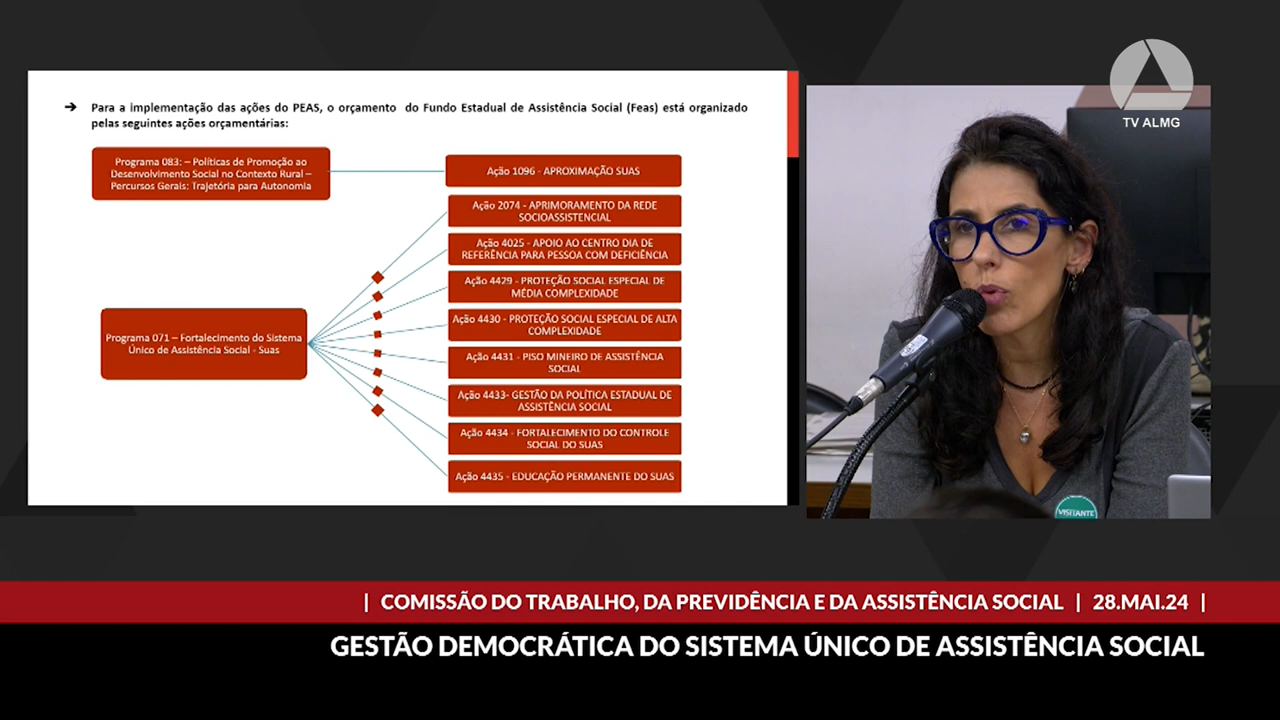 TV ALMG
➔ Para a implementação das ações do PEAS, o orçamento do Fundo Estadual de Assistência Social (Feas) está organizado
pelas seguintes ações orçamentárias:
Programa 083: – Políticas de Promoção ao
Desenvolvimento Social no Contexto Rural –
Percursos Gerais: Trajetória para Autonomia
Ação 1096 - APROXIMAÇÃO SUAS
Ação 2074 - APRIMORAMENTO DA REDE
SOCIOASSISTENCIAL
Ação 4025 - APOIO AO CENTRO DIA DE
REFERÊNCIA PARA PESSOA COM DEFICIÊNCIA
Ação 4429 - PROTEÇÃO SOCIAL ESPECIAL DE
MÉDIA COMPLEXIDADE
Ação 4430 - PROTEÇÃO SOCIAL ESPECIAL DE ALTA
COMPLEXIDADE
Programa 071 – Fortalecimento do Sistema
Único de Assistência Social - Suas
Ação 4431 - PISO MINEIRO DE ASSISTÊNCIA
SOCIAL
Ação 4433- GESTÃO DA POLÍTICA ESTADUAL DE
ASSISTÊNCIA SOCIAL
Ação 4434 - FORTALECIMENTO DO CONTROLE
SOCIAL DO SUAS
Ação 4435 - EDUCAÇÃO PERMANENTE DO SUAS
VISITANTE
| COMISSÃO DO TRABALHO, DA PREVIDÊNCIA E DA ASSISTÊNCIA SOCIAL | 28.MAI.24 |
GESTÃO DEMOCRÁTICA DO SISTEMA ÚNICO DE ASSISTÊNCIA SOCIAL